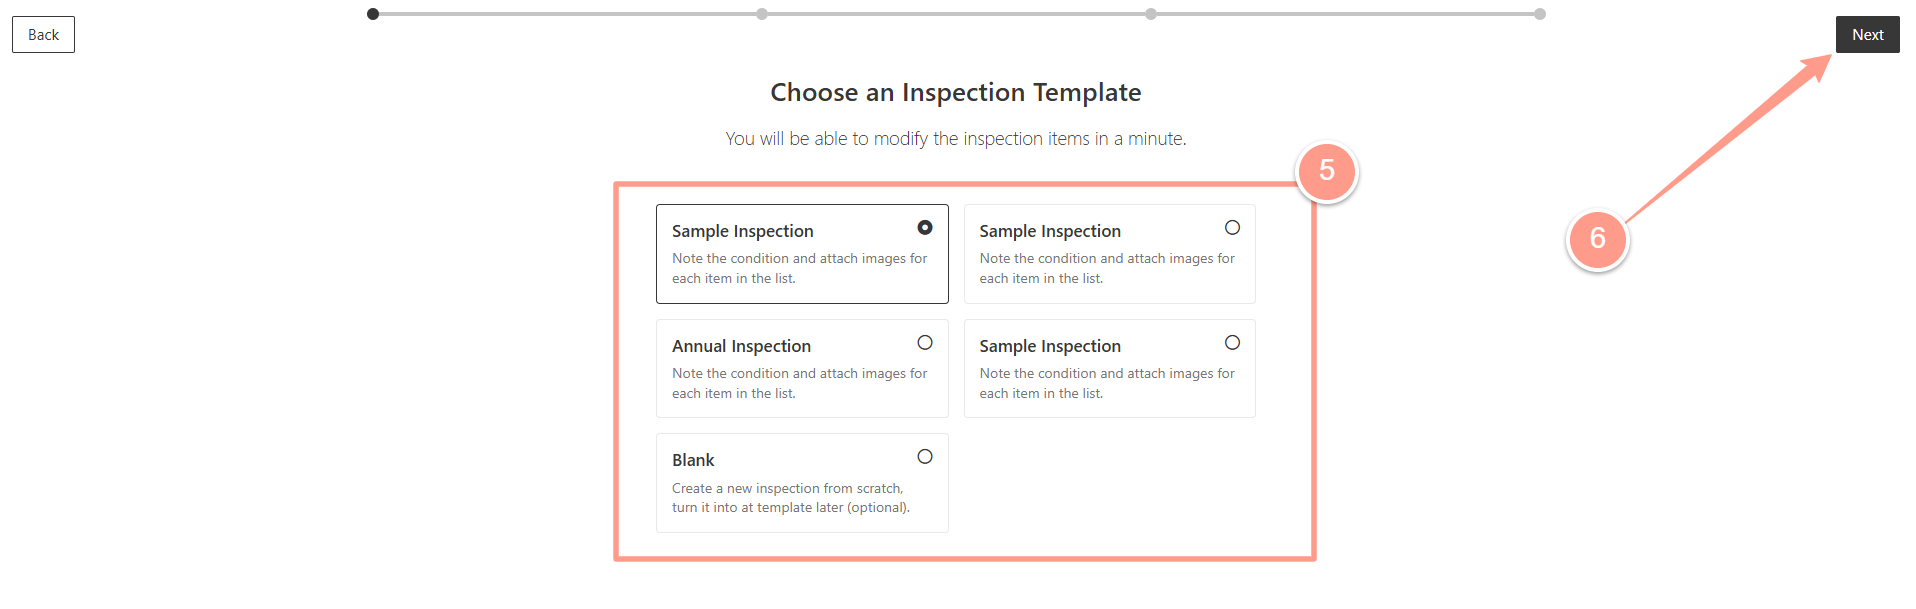 Back
Next
Choose an Inspection Template
You will be able to modify the inspection items in a minute.
5
6
Sample Inspection
Note the condition and attach images for
each item in the list.
Sample Inspection
Note the condition and attach images for
each item in the list.
Annual Inspection
Note the condition and attach images for
each item in the list.
Sample Inspection
Note the condition and attach images for
each item in the list.
Blank
Create a new inspection from scratch,
turn it into at template later (optional).